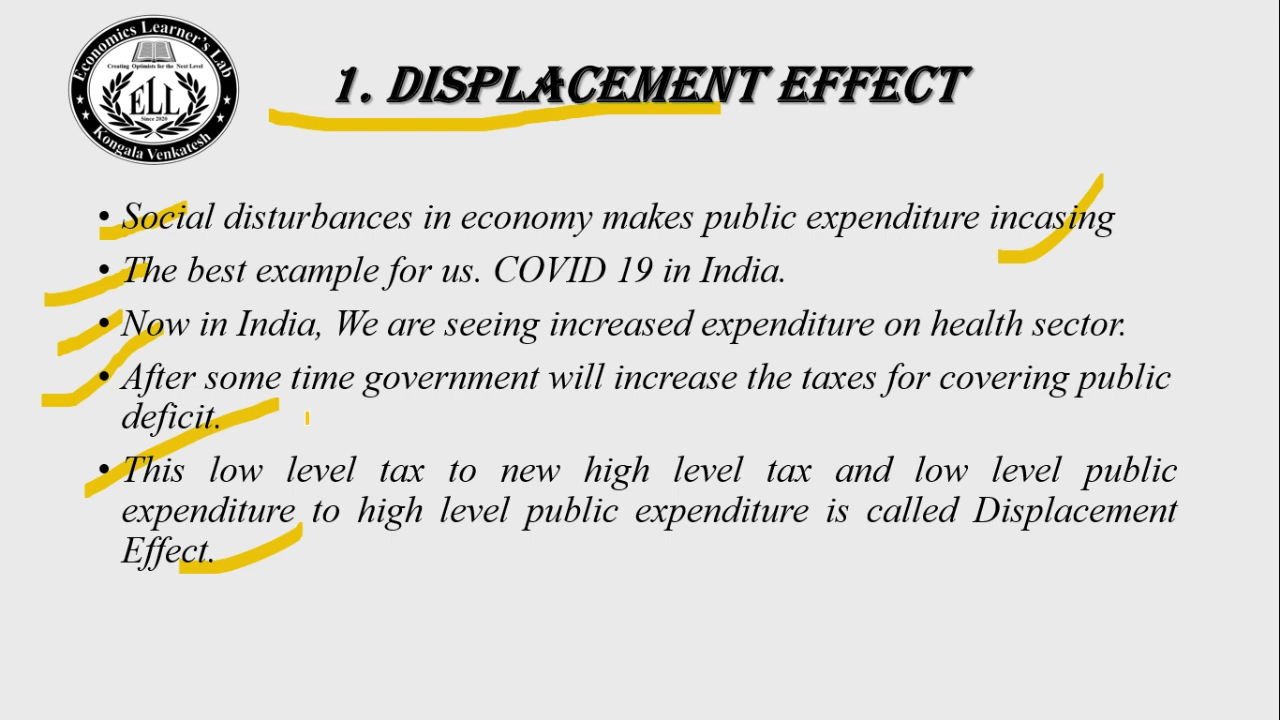 Economics Learner's Lab
Creating Optimists for the Next Level
ELL
Since 2020
Kongala Venkatesh
1. DISPLACEMENT EFFECT
• Social disturbances in economy makes public expenditure incasing
• The best example for us. COVID 19 in India.
• Now in India, We are seeing increased expenditure on health sector.
• After some time government will increase the taxes for covering public
deficit.
• This low level tax to new high level tax and low level public
expenditure to high level public expenditure is called Displacement
Effect.